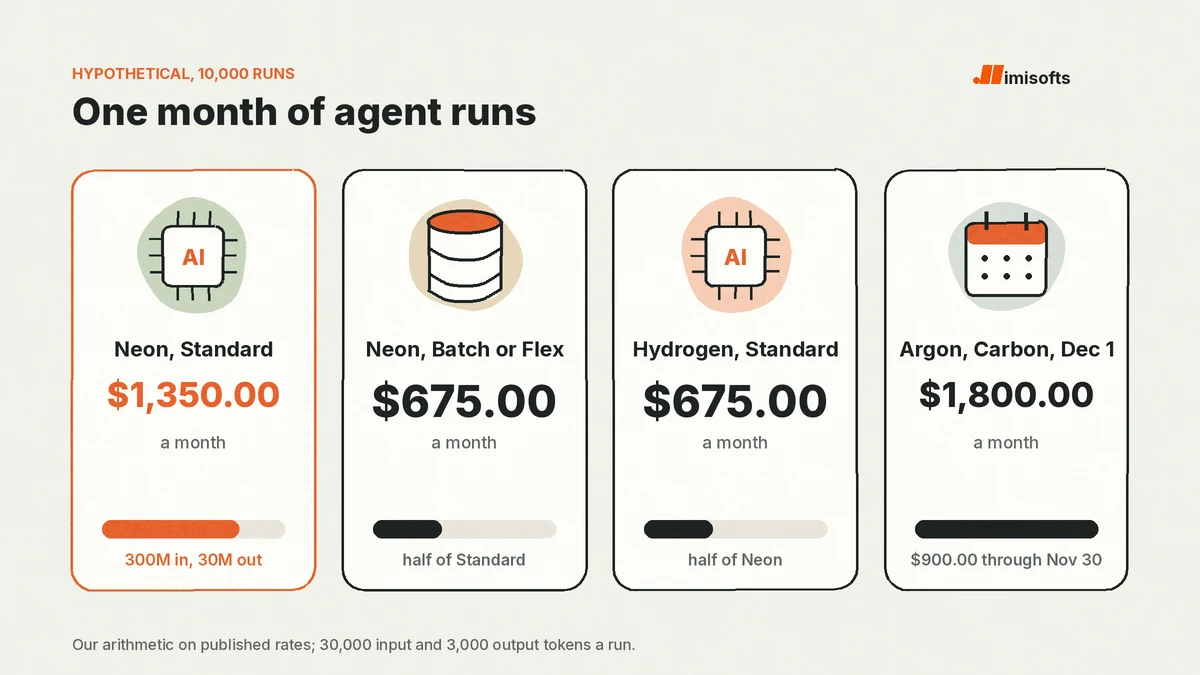 HYPOTHETICAL, 10,000 RUNS
One month of agent runs
imisofts
AI
Neon, Standard
$1,350.00
a month
300M in, 30M out
Neon, Batch or Flex
$675.00
a month
half of Standard
AI
Hydrogen, Standard
$675.00
a month
half of Neon
Argon, Carbon, Dec 1
$1,800.00
a month
$900.00 through Nov 30
Our arithmetic on published rates; 30,000 input and 3,000 output tokens a run.